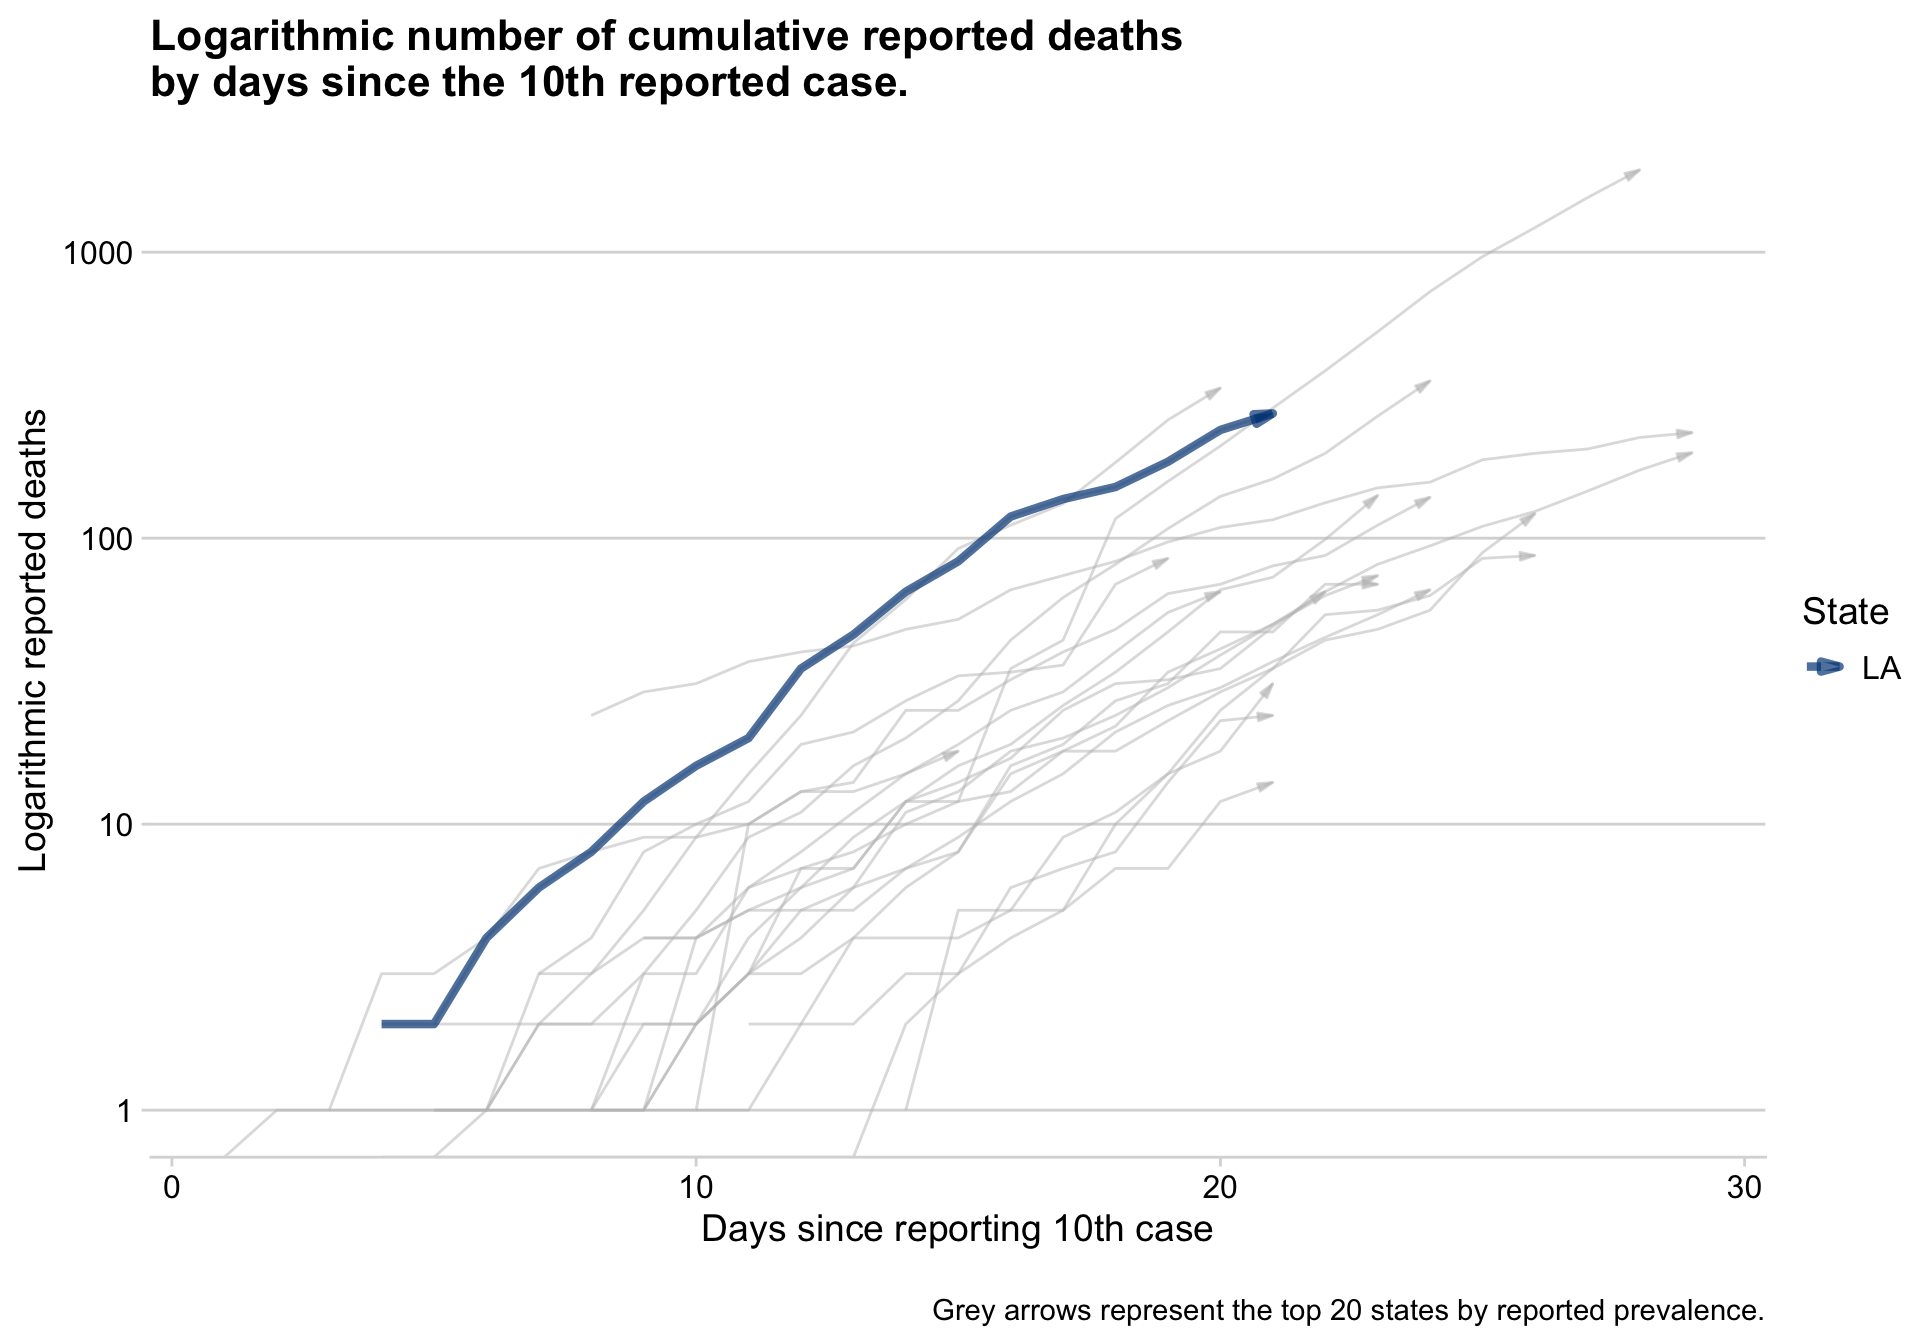 Logarithmic number of cumulative reported deaths
by days since the 10th reported case.
Logarithmic reported deaths
1000
100
10
1
0
10
20
30
Days since reporting 10th case
State
LA
Grey arrows represent the top 20 states by reported prevalence.